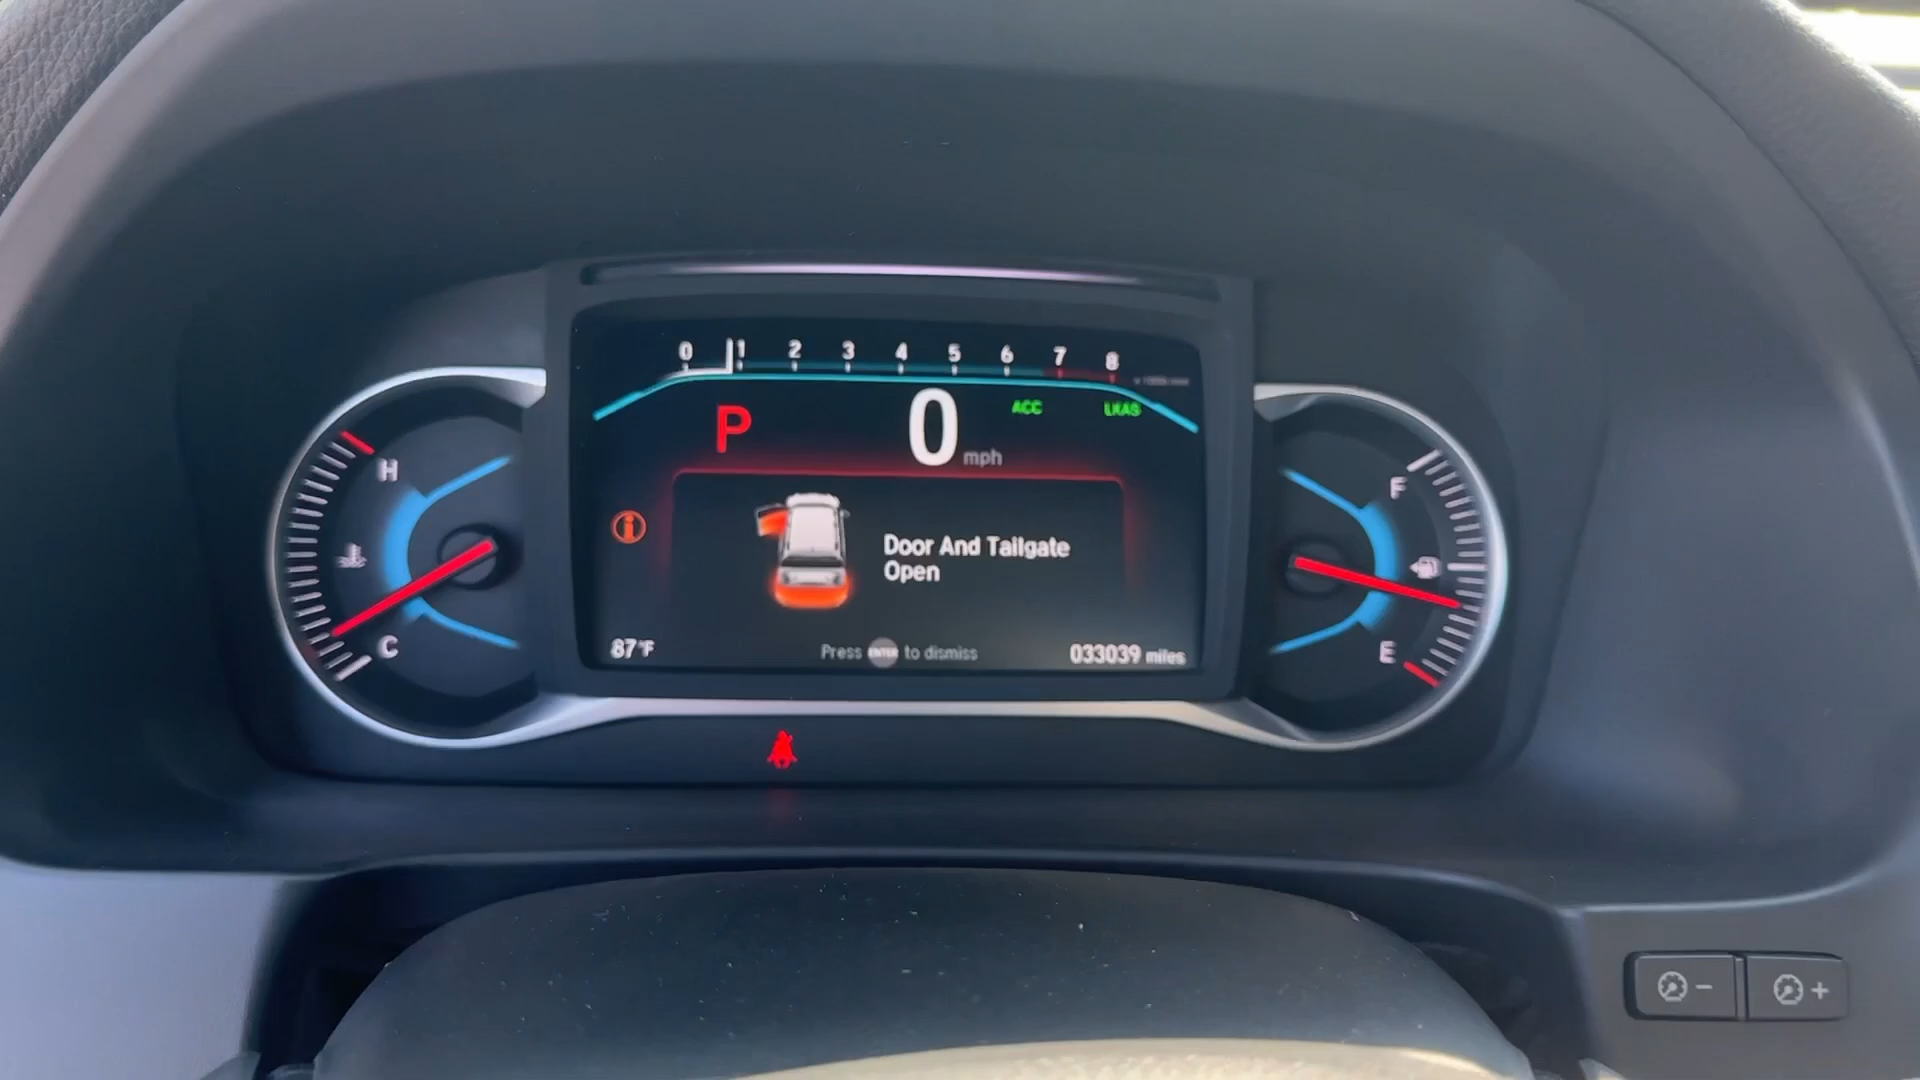 0 1 2 3 4 5 6 7 8
P 0 mph ACC LKAS
H
F
Door And Tailgate
Open
C
E
87°F
Press ENTER to dismiss
033039 miles
- +